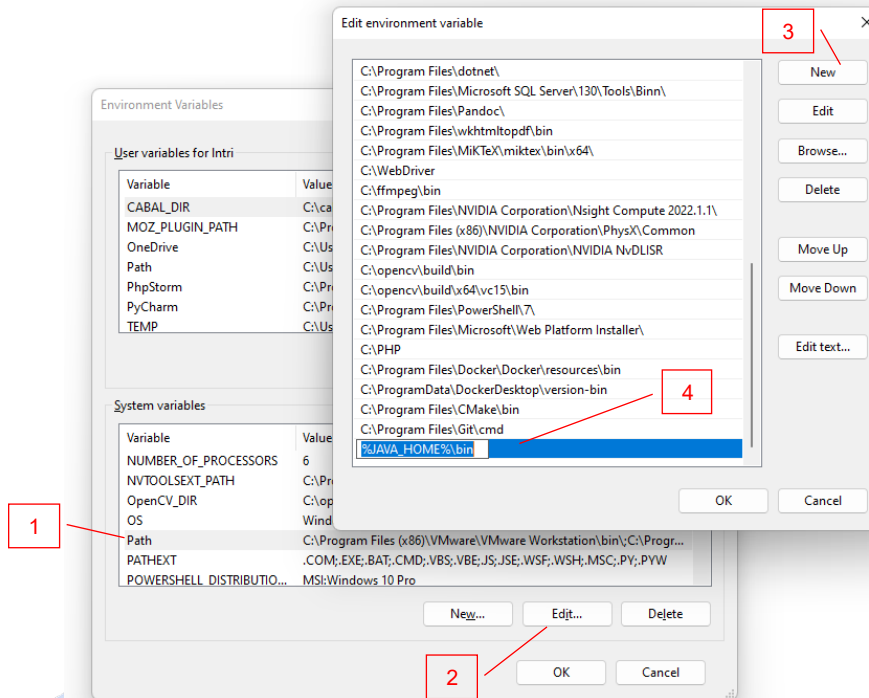 Edit environment variable
3
C:\Program Files\dotnet\
C:\Program Files\Microsoft SQL Server\130\Tools\Binn\
C:\Program Files\Pandoc\
C:\Program Files\wkhtmltopdf\bin
C:\Program Files\MiKTeX\miktex\bin\x64\
C:\WebDriver
C:\ffmpeg\bin
C:\Program Files\NVIDIA Corporation\Nsight Compute 2022.1.1\
C:\Program Files (x86)\NVIDIA Corporation\PhysX\Common
C:\Program Files\NVIDIA Corporation\NVIDIA NvDLISR
C:\opencv\build\bin
C:\opencv\build\x64\vc15\bin
C:\Program Files\PowerShell\7\
C:\Program Files\Microsoft\Web Platform Installer\
C:\PHP
C:\Program Files\Docker\Docker\resources\bin
C:\ProgramData\DockerDesktop\version-bin
C:\Program Files\CMake\bin
C:\Program Files\Git\cmd
%JAVA_HOME%\bin
4
New
Edit
Browse...
Delete
Move Up
Move Down
Edit text...
OK Cancel
Environment Variables
User variables for Intri
Variable Value
CABAL_DIR C:\ca
MOZ_PLUGIN_PATH C:\Pro
OneDrive C:\Us
Path C:\Us
PhpStorm C:\Pro
PyCharm C:\Pro
TEMP C:\Us
System variables
Variable Value
NUMBER_OF_PROCESSORS 6
NVTOOLSEXT_PATH C:\Pro
OpenCV_DIR C:\op
OS Wind
1
Path C:\Program Files (x86)\VMware\VMware Workstation\bin\;C:\Progr...
PATHEXT .COM;.EXE;.BAT;.CMD;.VBS;.VBE;.JS;.JSE;.WSF;.WSH;.MSC;.PY;.PYW
POWERSHELL_DISTRIBUTIO... MSI:Windows 10 Pro
New... Edit... Delete
2
OK Cancel